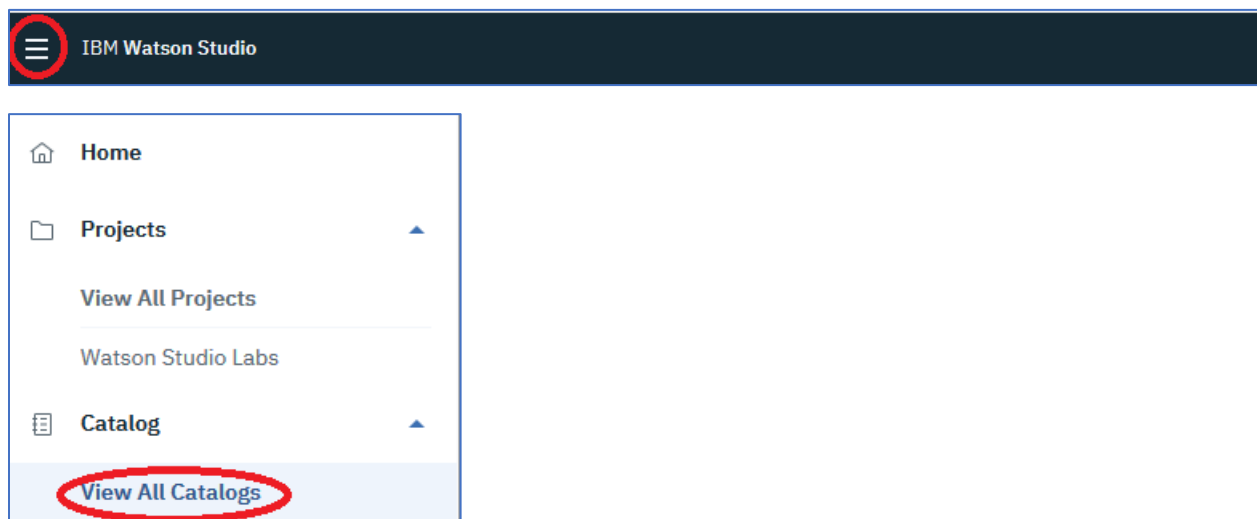 IBM Watson Studio
Home
Projects
View All Projects
Watson Studio Labs
Catalog
View All Catalogs